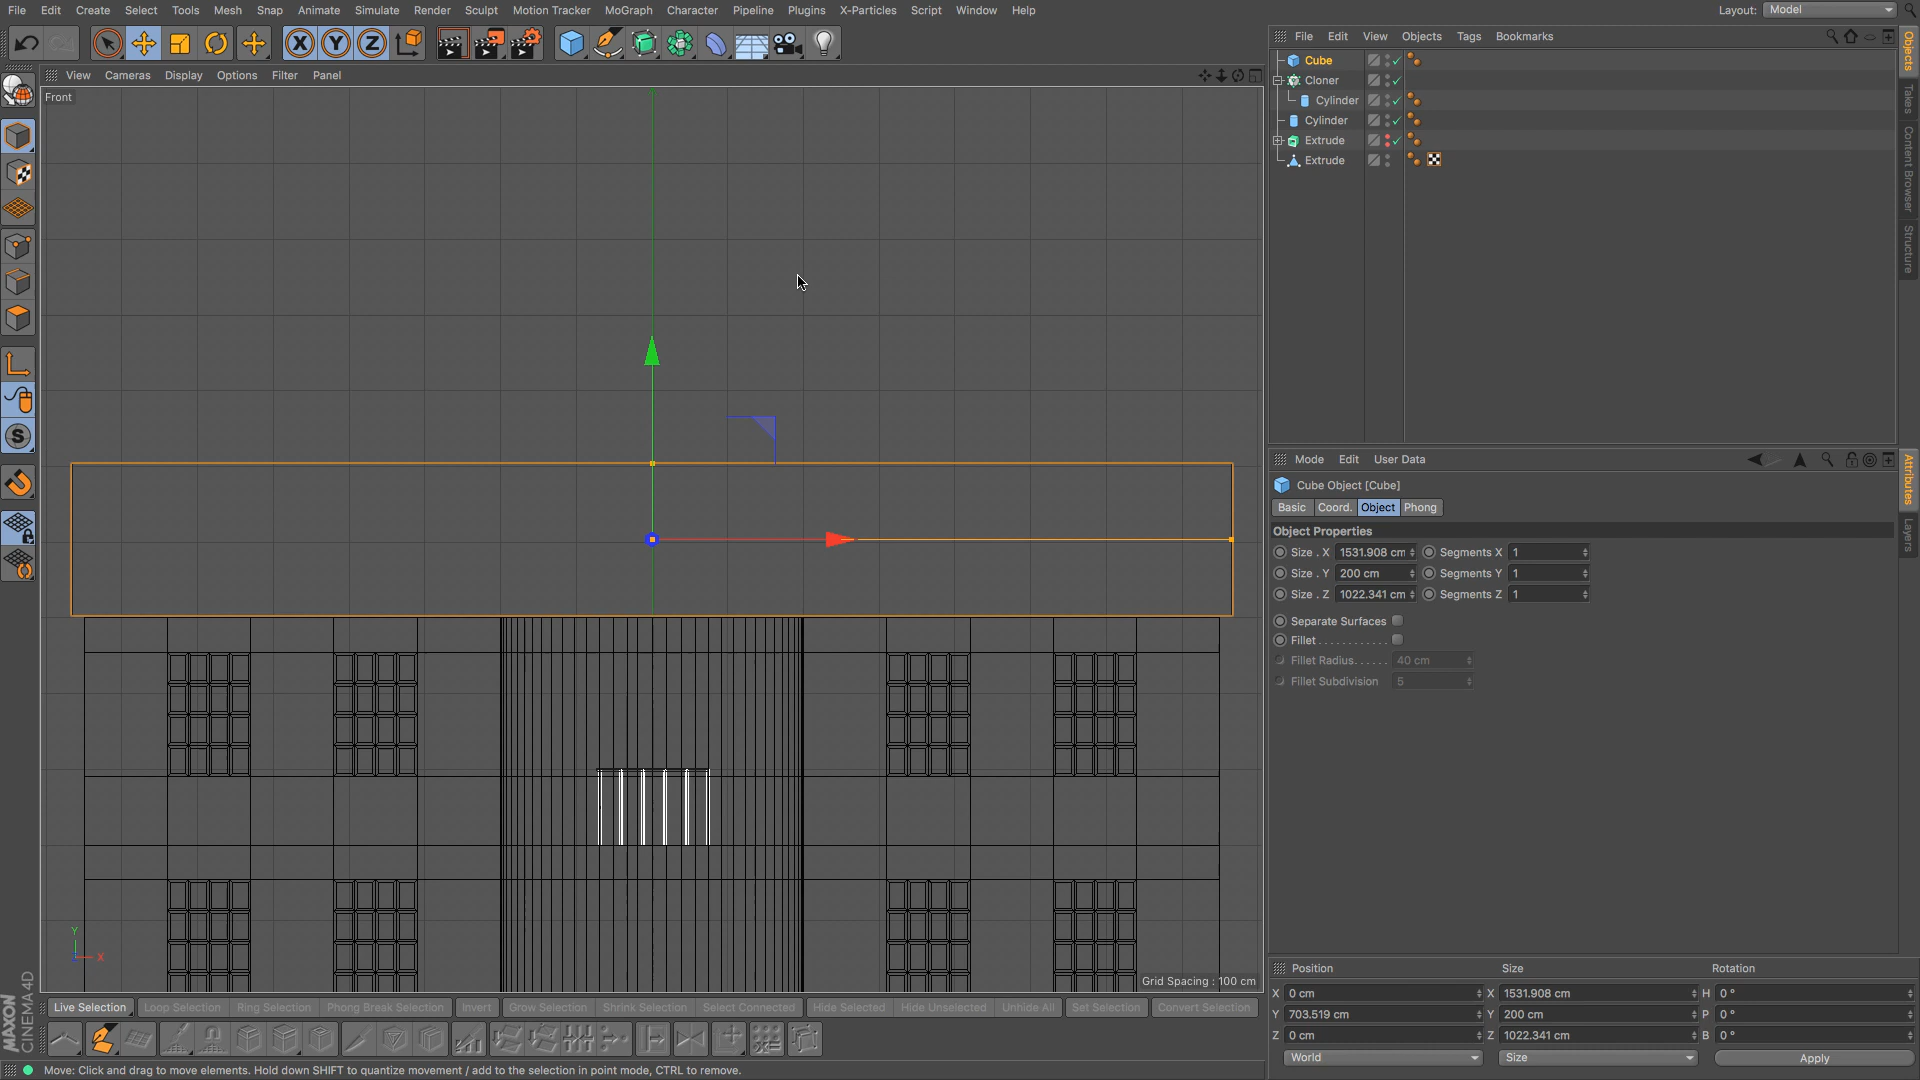 File Edit Create Select Tools Mesh Snap Animate Simulate Render Sculpt Motion Tracker MoGraph Character Pipeline Plugins X-Particles Script Window Help Layout: Model
File Edit View Objects Tags Bookmarks
View Cameras Display Options Filter Panel
Front
Cube
Cloner
Cylinder
Cylinder
Extrude
Extrude
Objects
Takes
Content Browser
Structure
Mode Edit User Data
Cube Object [Cube]
Basic Coord. Object Phong
Object Properties
Size . X 1531.908 cm Segments X 1
Size . Y 200 cm Segments Y 1
Size . Z 1022.341 cm Segments Z 1
Separate Surfaces
Fillet
Fillet Radius 40 cm
Fillet Subdivision 5
Attributes
Layers
Y
X
Grid Spacing : 100 cm
Position Size Rotation
X 0 cm X 1531.908 cm H 0 °
Y 703.519 cm Y 200 cm P 0 °
Z 0 cm Z 1022.341 cm B 0 °
World Size Apply
Live Selection Loop Selection Ring Selection Phong Break Selection Invert Grow Selection Shrink Selection Select Connected Hide Selected Hide Unselected Unhide All Set Selection Convert Selection
MAXON
CINEMA 4D
Move: Click and drag to move elements. Hold down SHIFT to quantize movement / add to the selection in point mode, CTRL to remove.